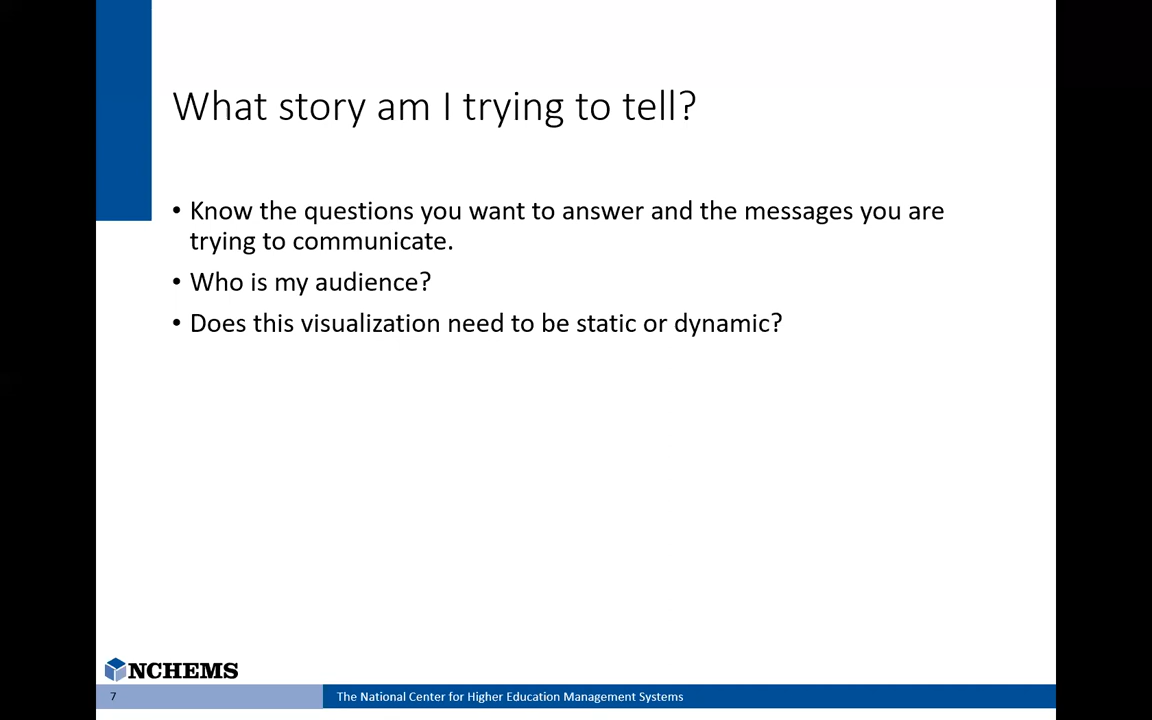 What story am I trying to tell?
• Know the questions you want to answer and the messages you are
trying to communicate.
• Who is my audience?
• Does this visualization need to be static or dynamic?
NCHEMS
7
The National Center for Higher Education Management Systems